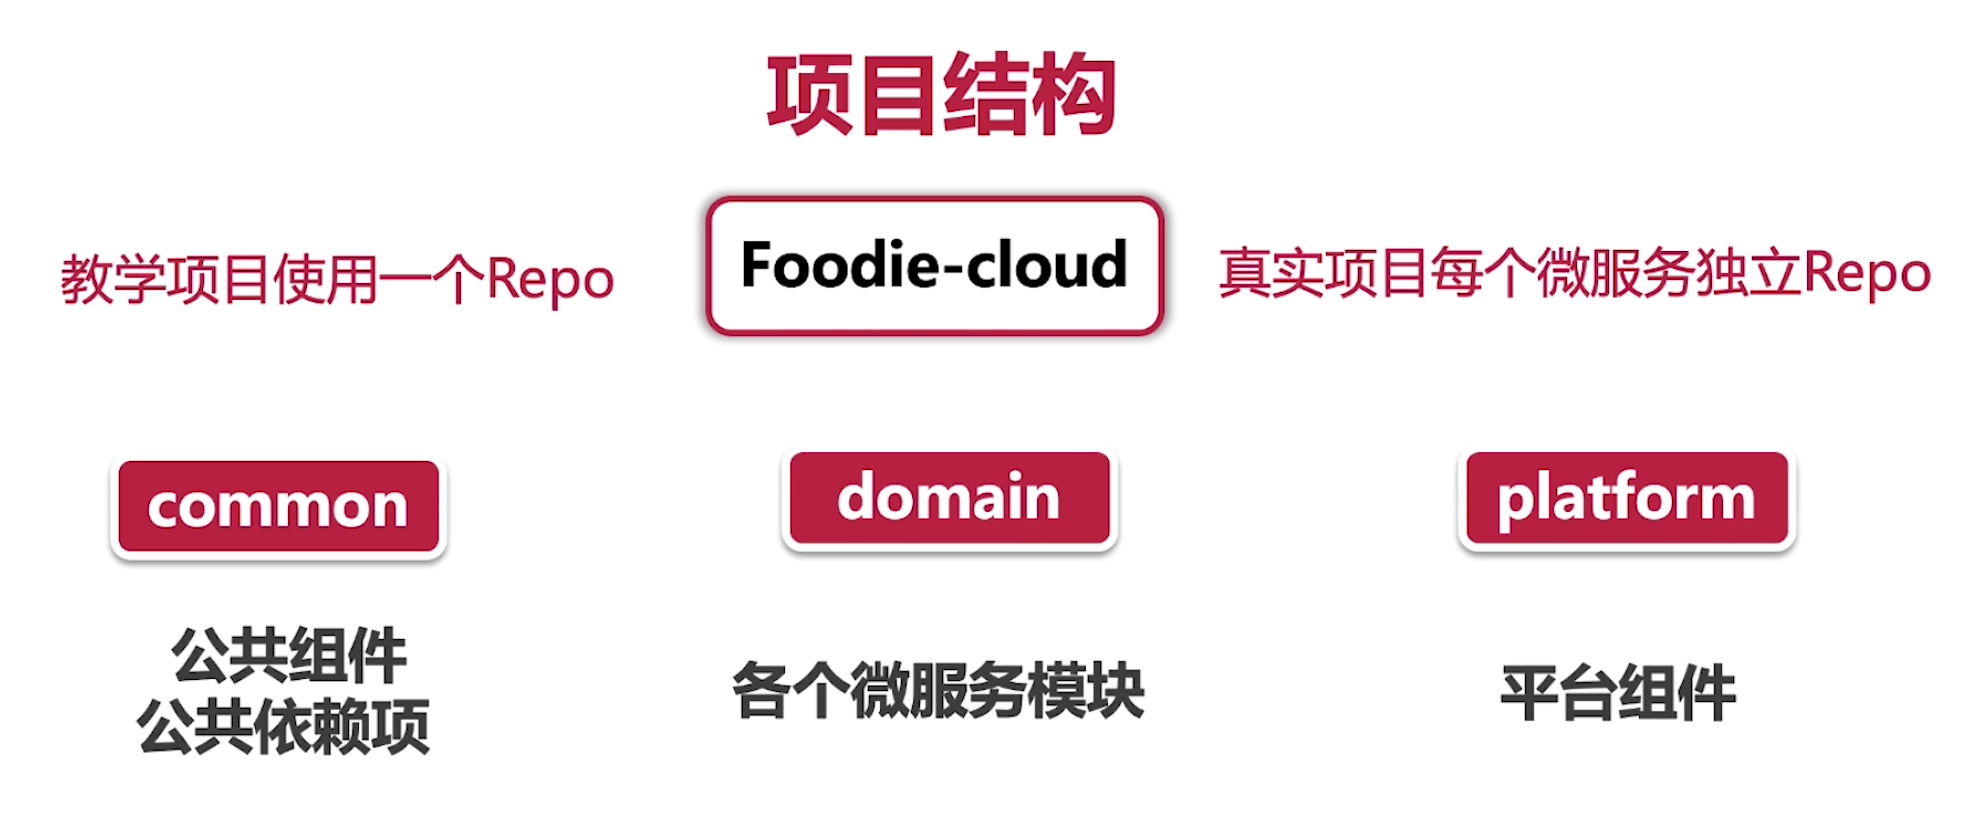 项目结构
教学项目使用一个Repo
Foodie-cloud
真实项目每个微服务独立Repo
common
domain
platform
公共组件
公共依赖项
各个微服务模块
平台组件